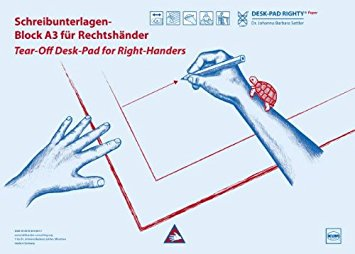 Schreibunterlagen-
Block A3 für Rechtshänder
Tear-Off Desk-Pad for Right-Handers
DESK-PAD RIGHTY® Paper
Dr. Johanna Barbara Sattler